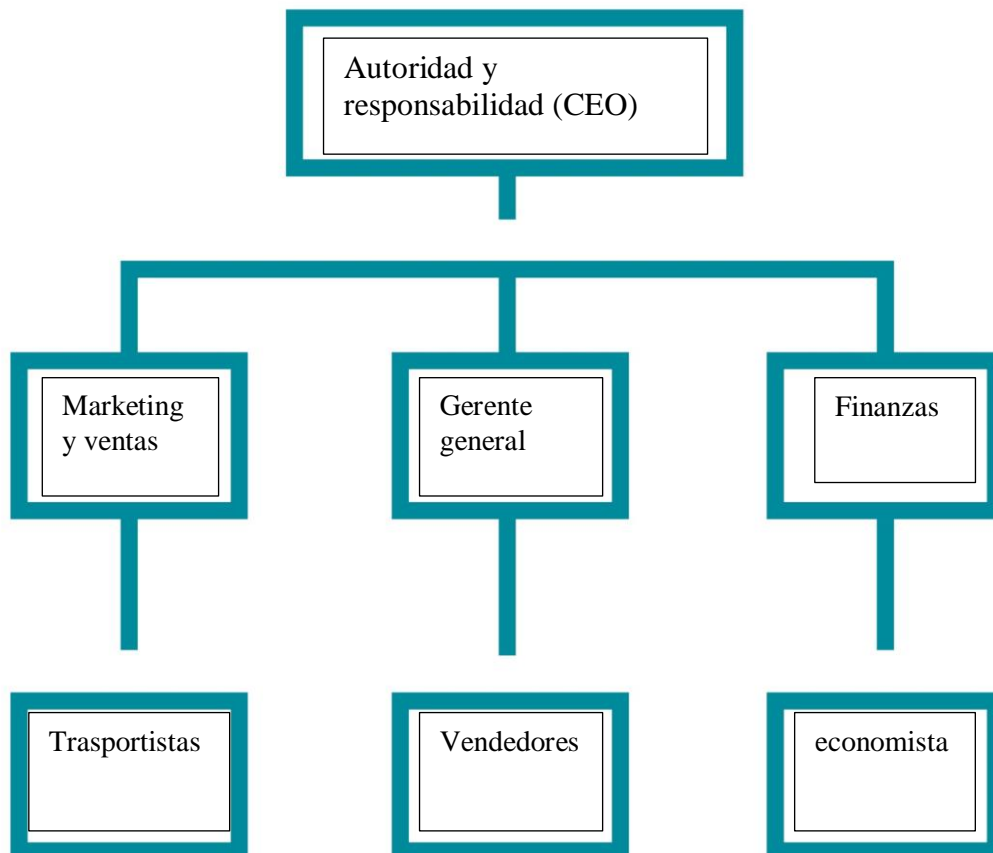 Autoridad y
responsabilidad (CEO)
Marketing
y ventas
Gerente
general
Finanzas
Trasportistas
Vendedores
economista